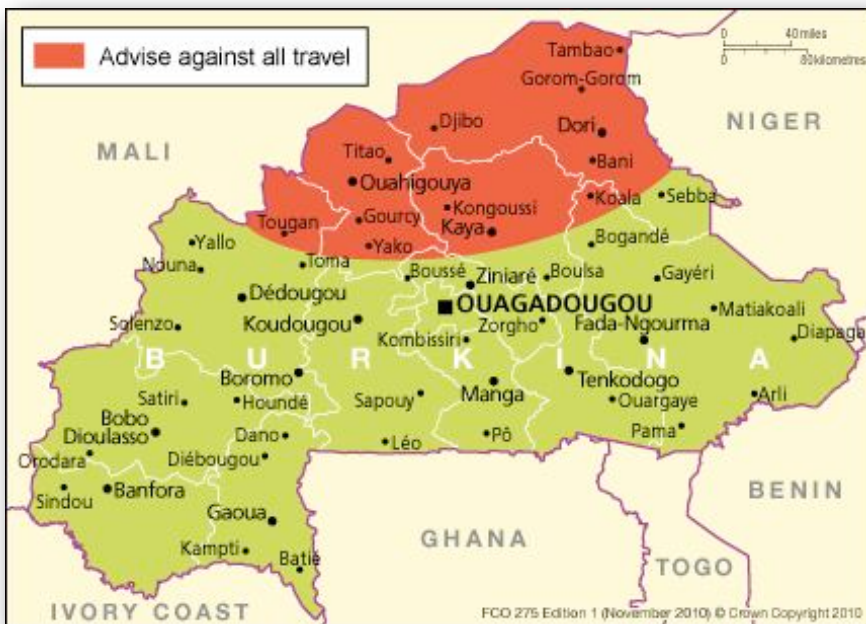 Advise against all travel
0 40 miles
0 80 kilometres
Tambao
Gorom-Gorom
Djibo
Dori
NIGER
MALI
Titao
Bani
Ouahigouya
Koala
Sebba
Tougan
Gourcy
Kongoussi
Kaya
Yako
Bogandé
Yallo
Nouna
Toma
Boussé
Ziniaré
Boulsa
Gayéri
Dédougou
OUAGADOUGOU
Matiakoali
Solenzo
Koudougou
Zorgho
Fada-Ngourma
Diapaga
Kombissiri
BURKINA
Boromo
Manga
Tenkodogo
Satiri
Houndé
Sapouy
Ouargaye
Arli
Bobo
Dioulasso
Dano
Léo
Pô
Pama
Orodara
Diébougou
Sindou
Banfora
BENIN
Gaoua
GHANA
Kampti
Batié
TOGO
IVORY COAST
FCO 275 Edition 1 (November 2010) © Crown Copyright 2010